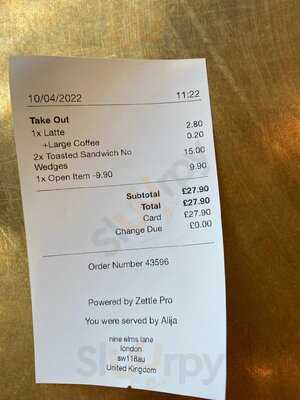 10/04/2022 11:22
Take Out
1x Latte 2.80
+Large Coffee 0.20
2x Toasted Sandwich No 15.00
Wedges
1x Open Item -9.90 9.90
Subtotal £27.90
Total £27.90
Card £27.90
Change Due £0.00
Order Number 43596
Powered by Zettle Pro
You were served by Alija
nine elms lane
london
sw118au
United Kingdom
sluurpy
sluurpy